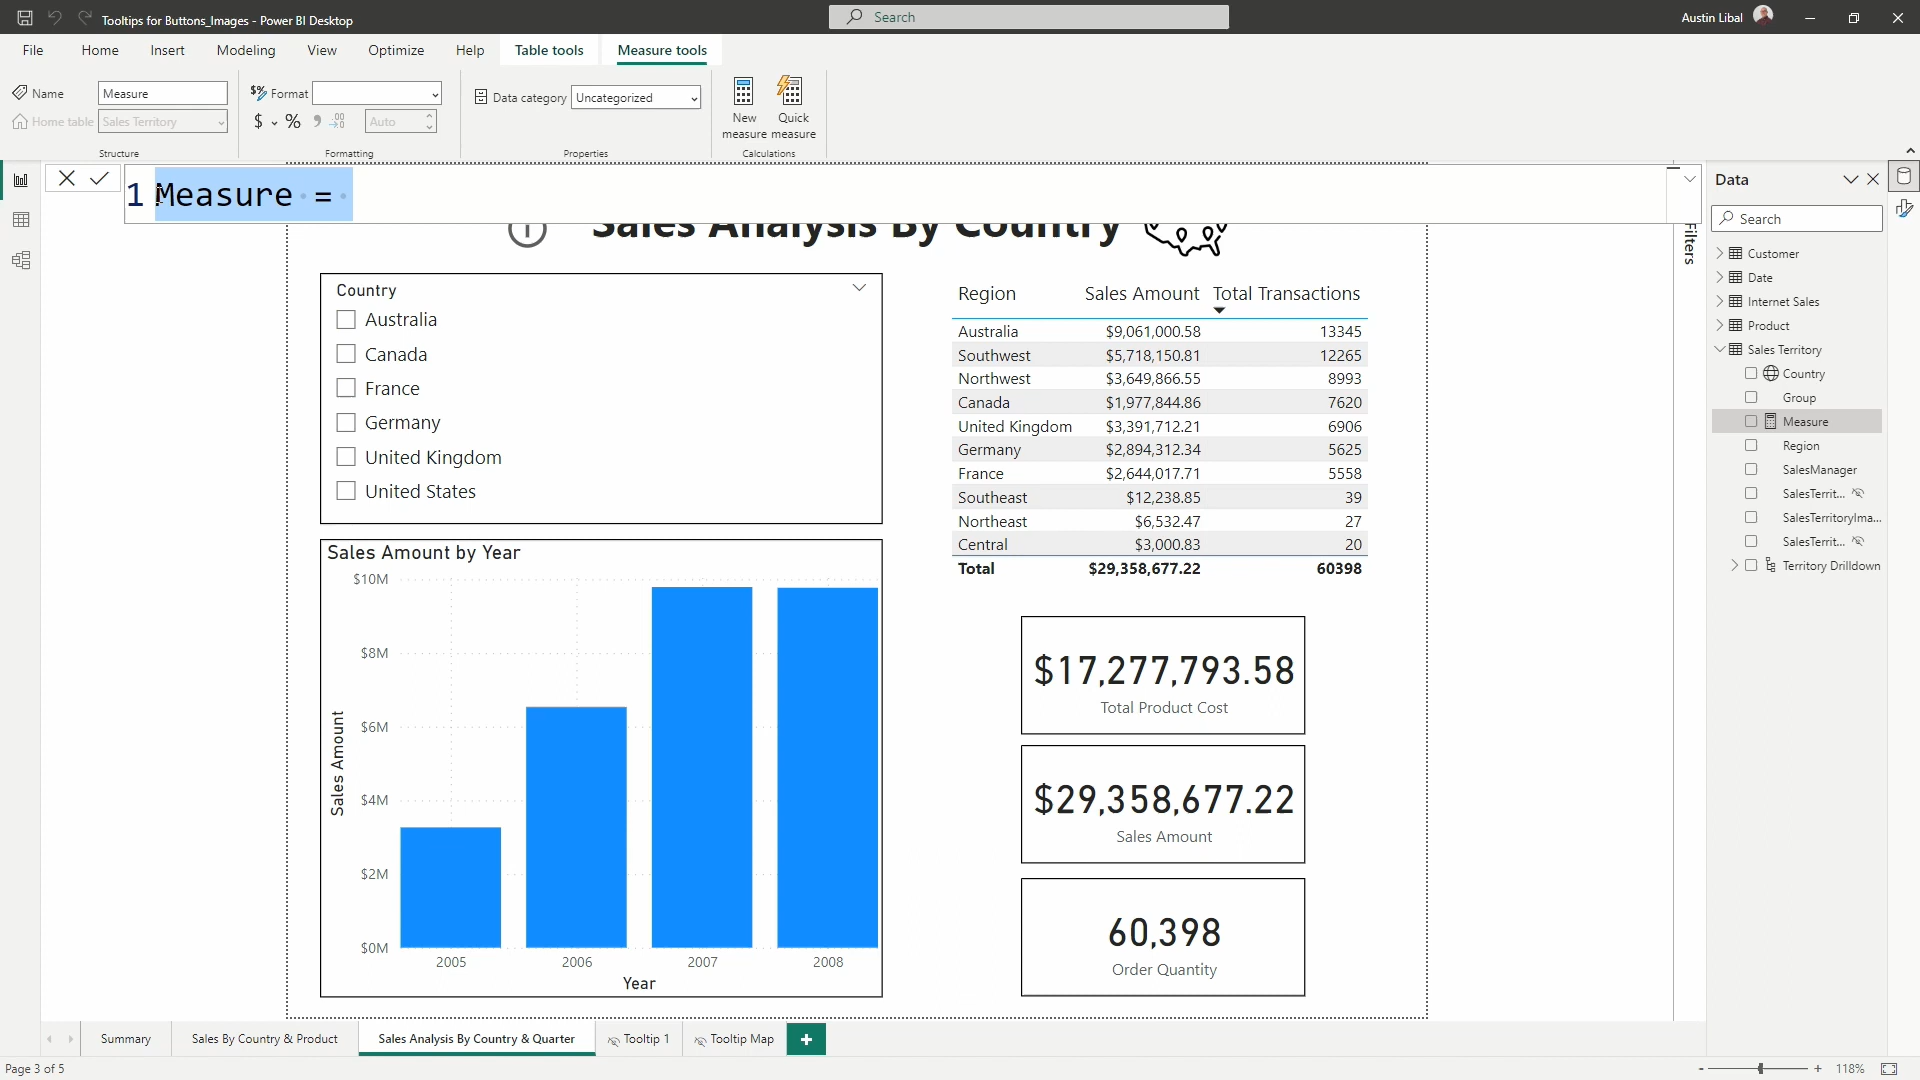 Tooltips for Buttons_Images - Power BI Desktop
Search
Austin Libal
File Home Insert Modeling View Optimize Help Table tools Measure tools
Name Measure
Home table Sales Territory
Structure
Format
$ % Auto
Formatting
Data category Uncategorized
Properties
New measure
Quick measure
Calculations
1 Measure =
Sales Analysis By Country
Filters
Country
Australia
Canada
France
Germany
United Kingdom
United States
Region Sales Amount Total Transactions
Australia $9,061,000.58 13345
Southwest $5,718,150.81 12265
Northwest $3,649,866.55 8993
Canada $1,977,844.86 7620
United Kingdom $3,391,712.21 6906
Germany $2,894,312.34 5625
France $2,644,017.71 5558
Southeast $12,238.85 39
Northeast $6,532.47 27
Central $3,000.83 20
Total $29,358,677.22 60398
Sales Amount by Year
Sales Amount
$10M
$8M
$6M
$4M
$2M
$0M
2005 2006 2007 2008
Year
$17,277,793.58
Total Product Cost
$29,358,677.22
Sales Amount
60,398
Order Quantity
Data
Search
Customer
Date
Internet Sales
Product
Sales Territory
Country
Group
Measure
Region
SalesManager
SalesTerrit...
SalesTerritoryIma...
SalesTerrit...
Territory Drilldown
Summary Sales By Country & Product Sales Analysis By Country & Quarter Tooltip 1 Tooltip Map +
Page 3 of 5
- + 118%